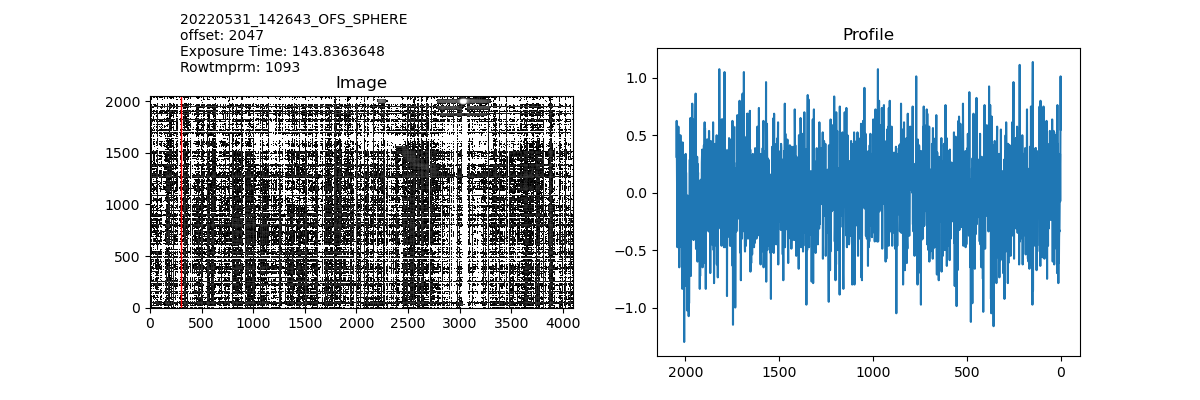 20220531_142643_OFS_SPHERE
offset: 2047
Exposure Time: 143.8363648
Rowtmprm: 1093
Image
2000
1500
1000
500
0
0 500 1000 1500 2000 2500 3000 3500 4000
Profile
1.0
0.5
0.0
−0.5
−1.0
2000 1500 1000 500 0